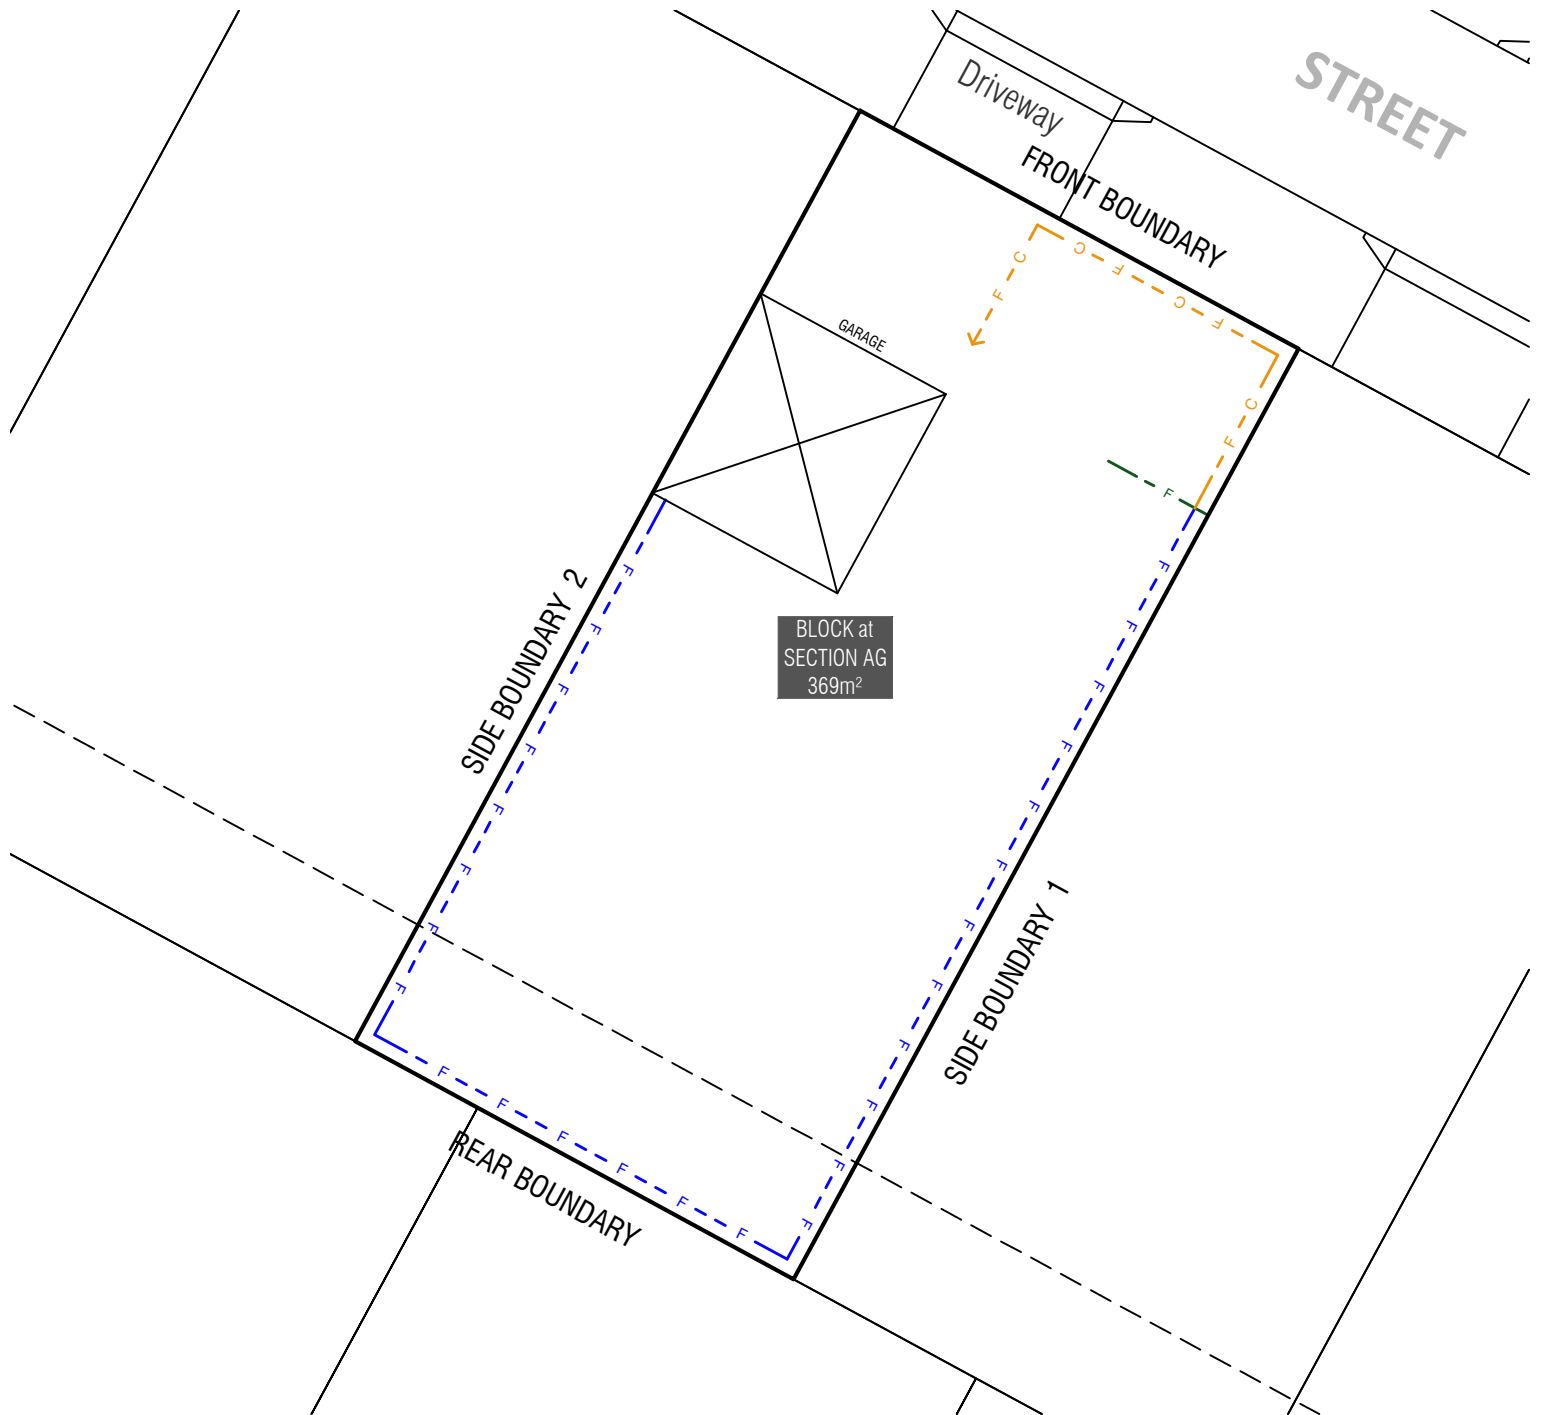 STREET
Driveway
FRONT BOUNDARY
C F
C F C F
C F
GARAGE
F
BLOCK at
SECTION AG
369m²
SIDE BOUNDARY 2
F F F F F F F F
SIDE BOUNDARY 1
F F F F F F F F F F F F
F F F F F F
REAR BOUNDARY